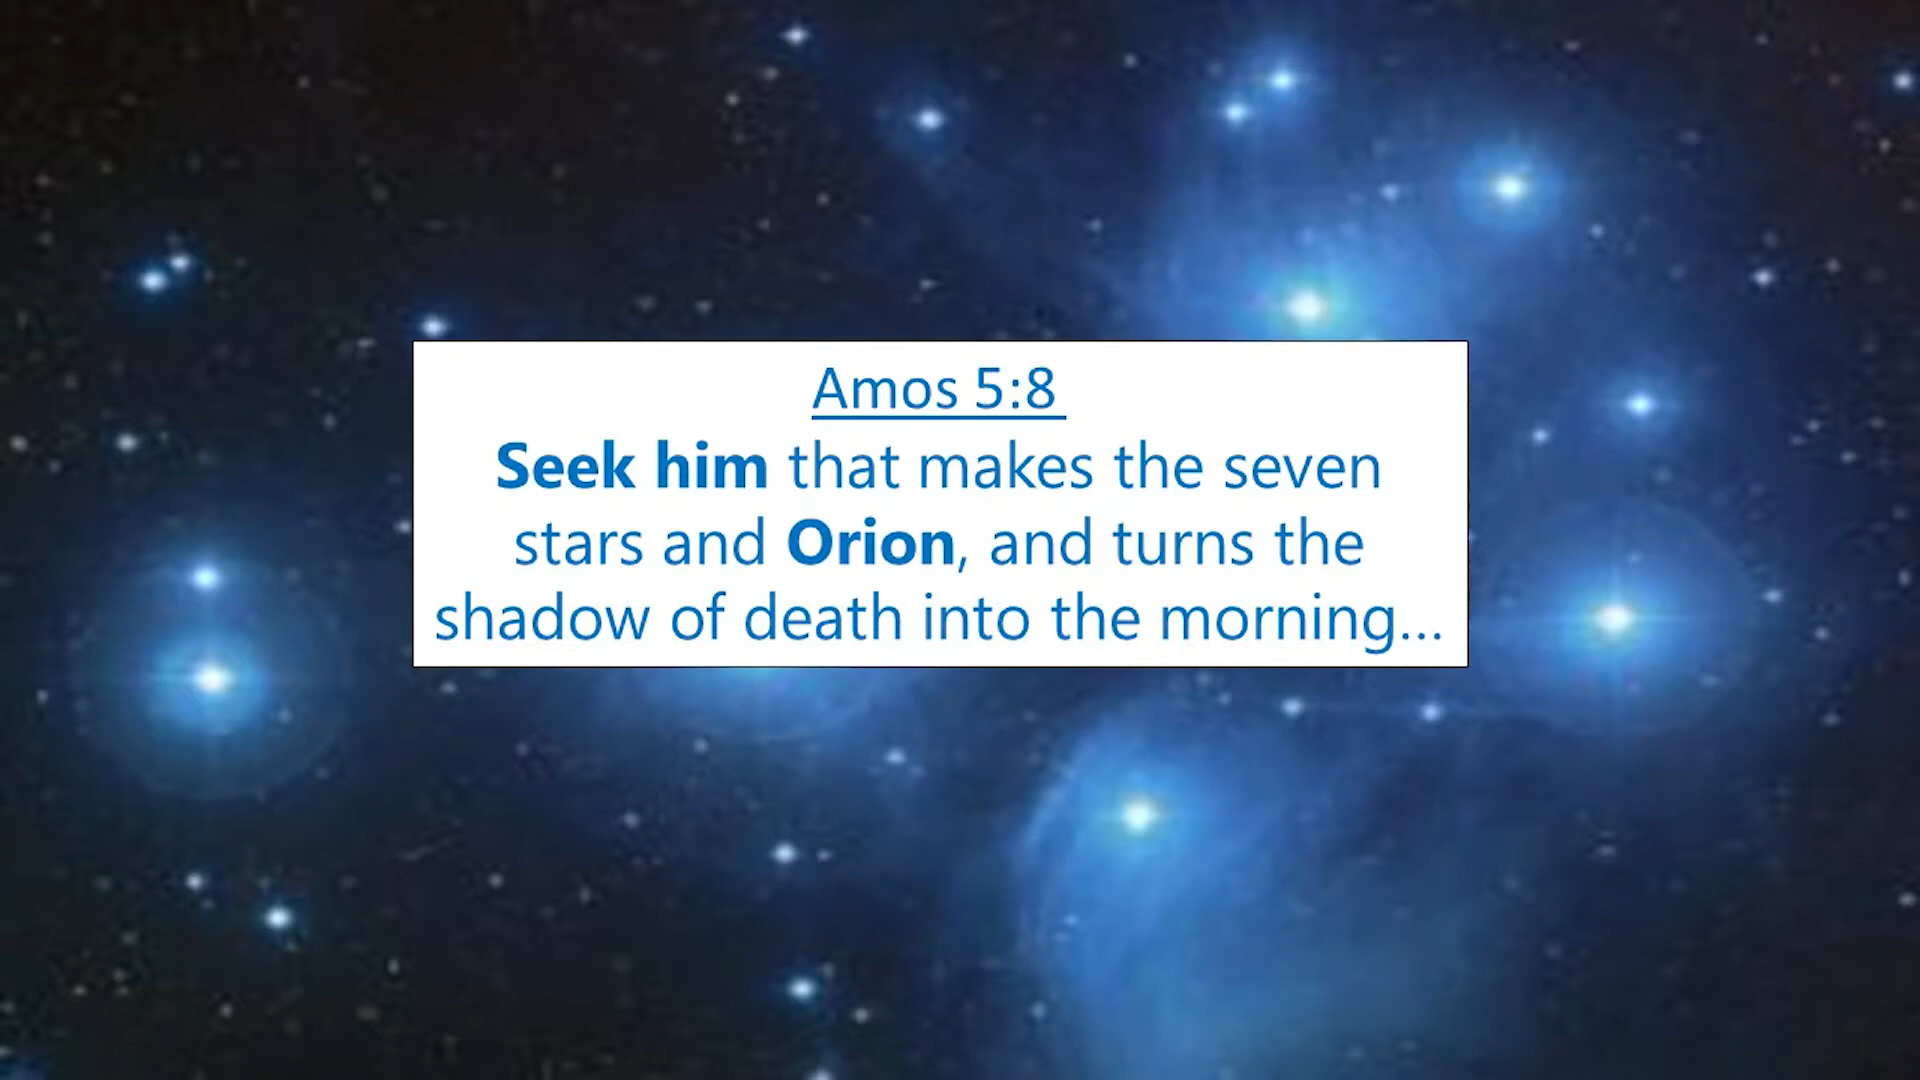 Amos 5:8
Seek him that makes the seven
stars and Orion, and turns the
shadow of death into the morning...